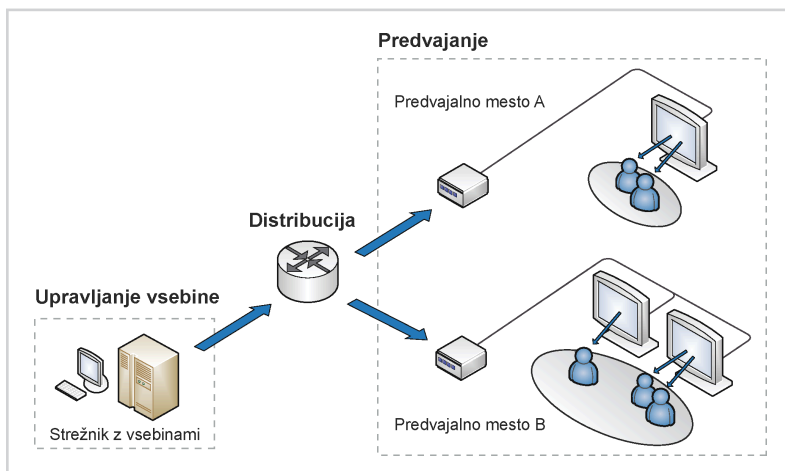 Predvajanje
Predvajalno mesto A
Distribucija
Upravljanje vsebine
Strežnik z vsebinami
Predvajalno mesto B